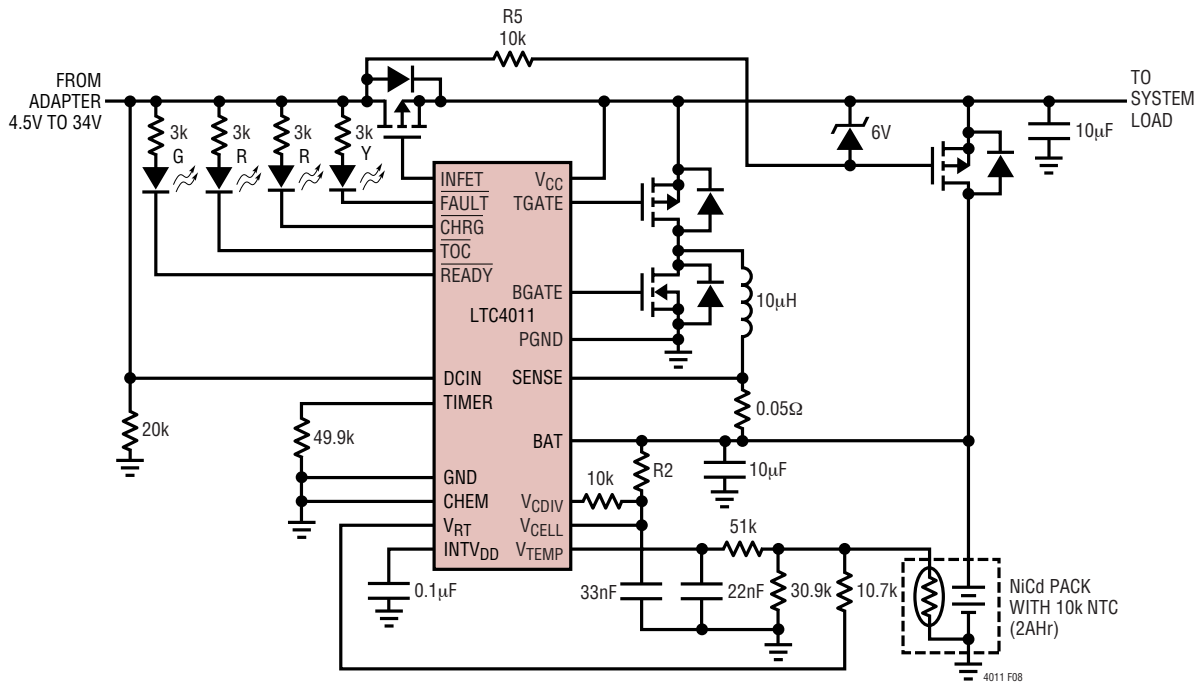 R5
10k
FROM
ADAPTER
4.5V TO 34V
TO
SYSTEM
LOAD
3k
G
3k
R
3k
R
3k
Y
6V
10µF
INFET
FAULT
CHRG
TOC
READY
VCC
TGATE
BGATE
LTC4011
PGND
10µH
DCIN
SENSE
TIMER
0.05Ω
20k
49.9k
BAT
R2
10µF
GND
CHEM
VRT
INTVDD
VCDIV
VCELL
VTEMP
10k
51k
0.1µF
33nF
22nF
30.9k
10.7k
NiCd PACK
WITH 10k NTC
(2AHr)
4011 F08